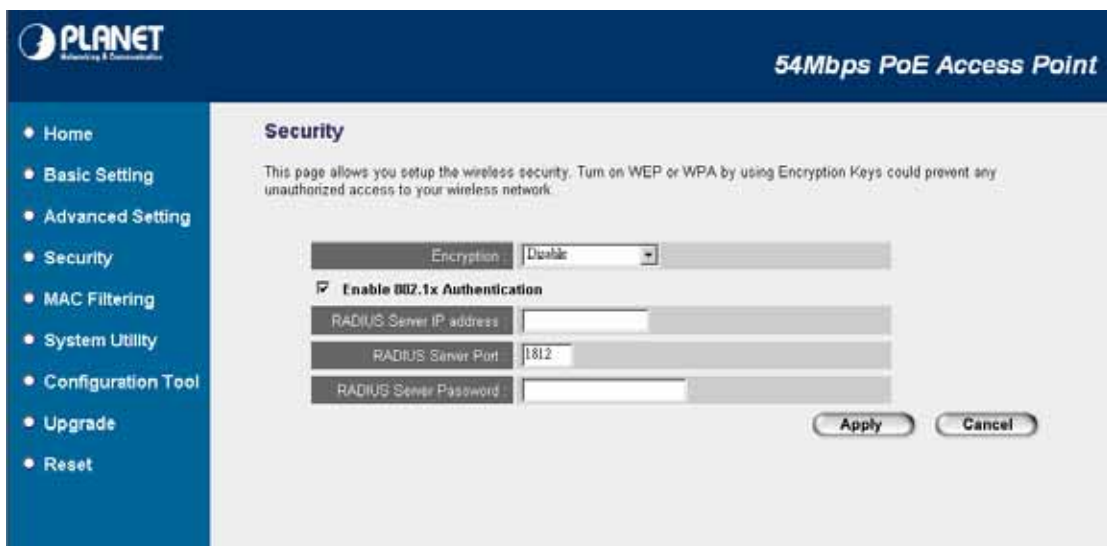 PLANET
Networking & Communication
54Mbps PoE Access Point
Home
Basic Setting
Advanced Setting
Security
MAC Filtering
System Utility
Configuration Tool
Upgrade
Reset
Security
This page allows you setup the wireless security. Turn on WEP or WPA by using Encryption Keys could prevent any
unauthorized access to your wireless network.
Encryption : Disable
Enable 802.1x Authentication
RADIUS Server IP address :
RADIUS Server Port : 1812
RADIUS Server Password :
Apply Cancel